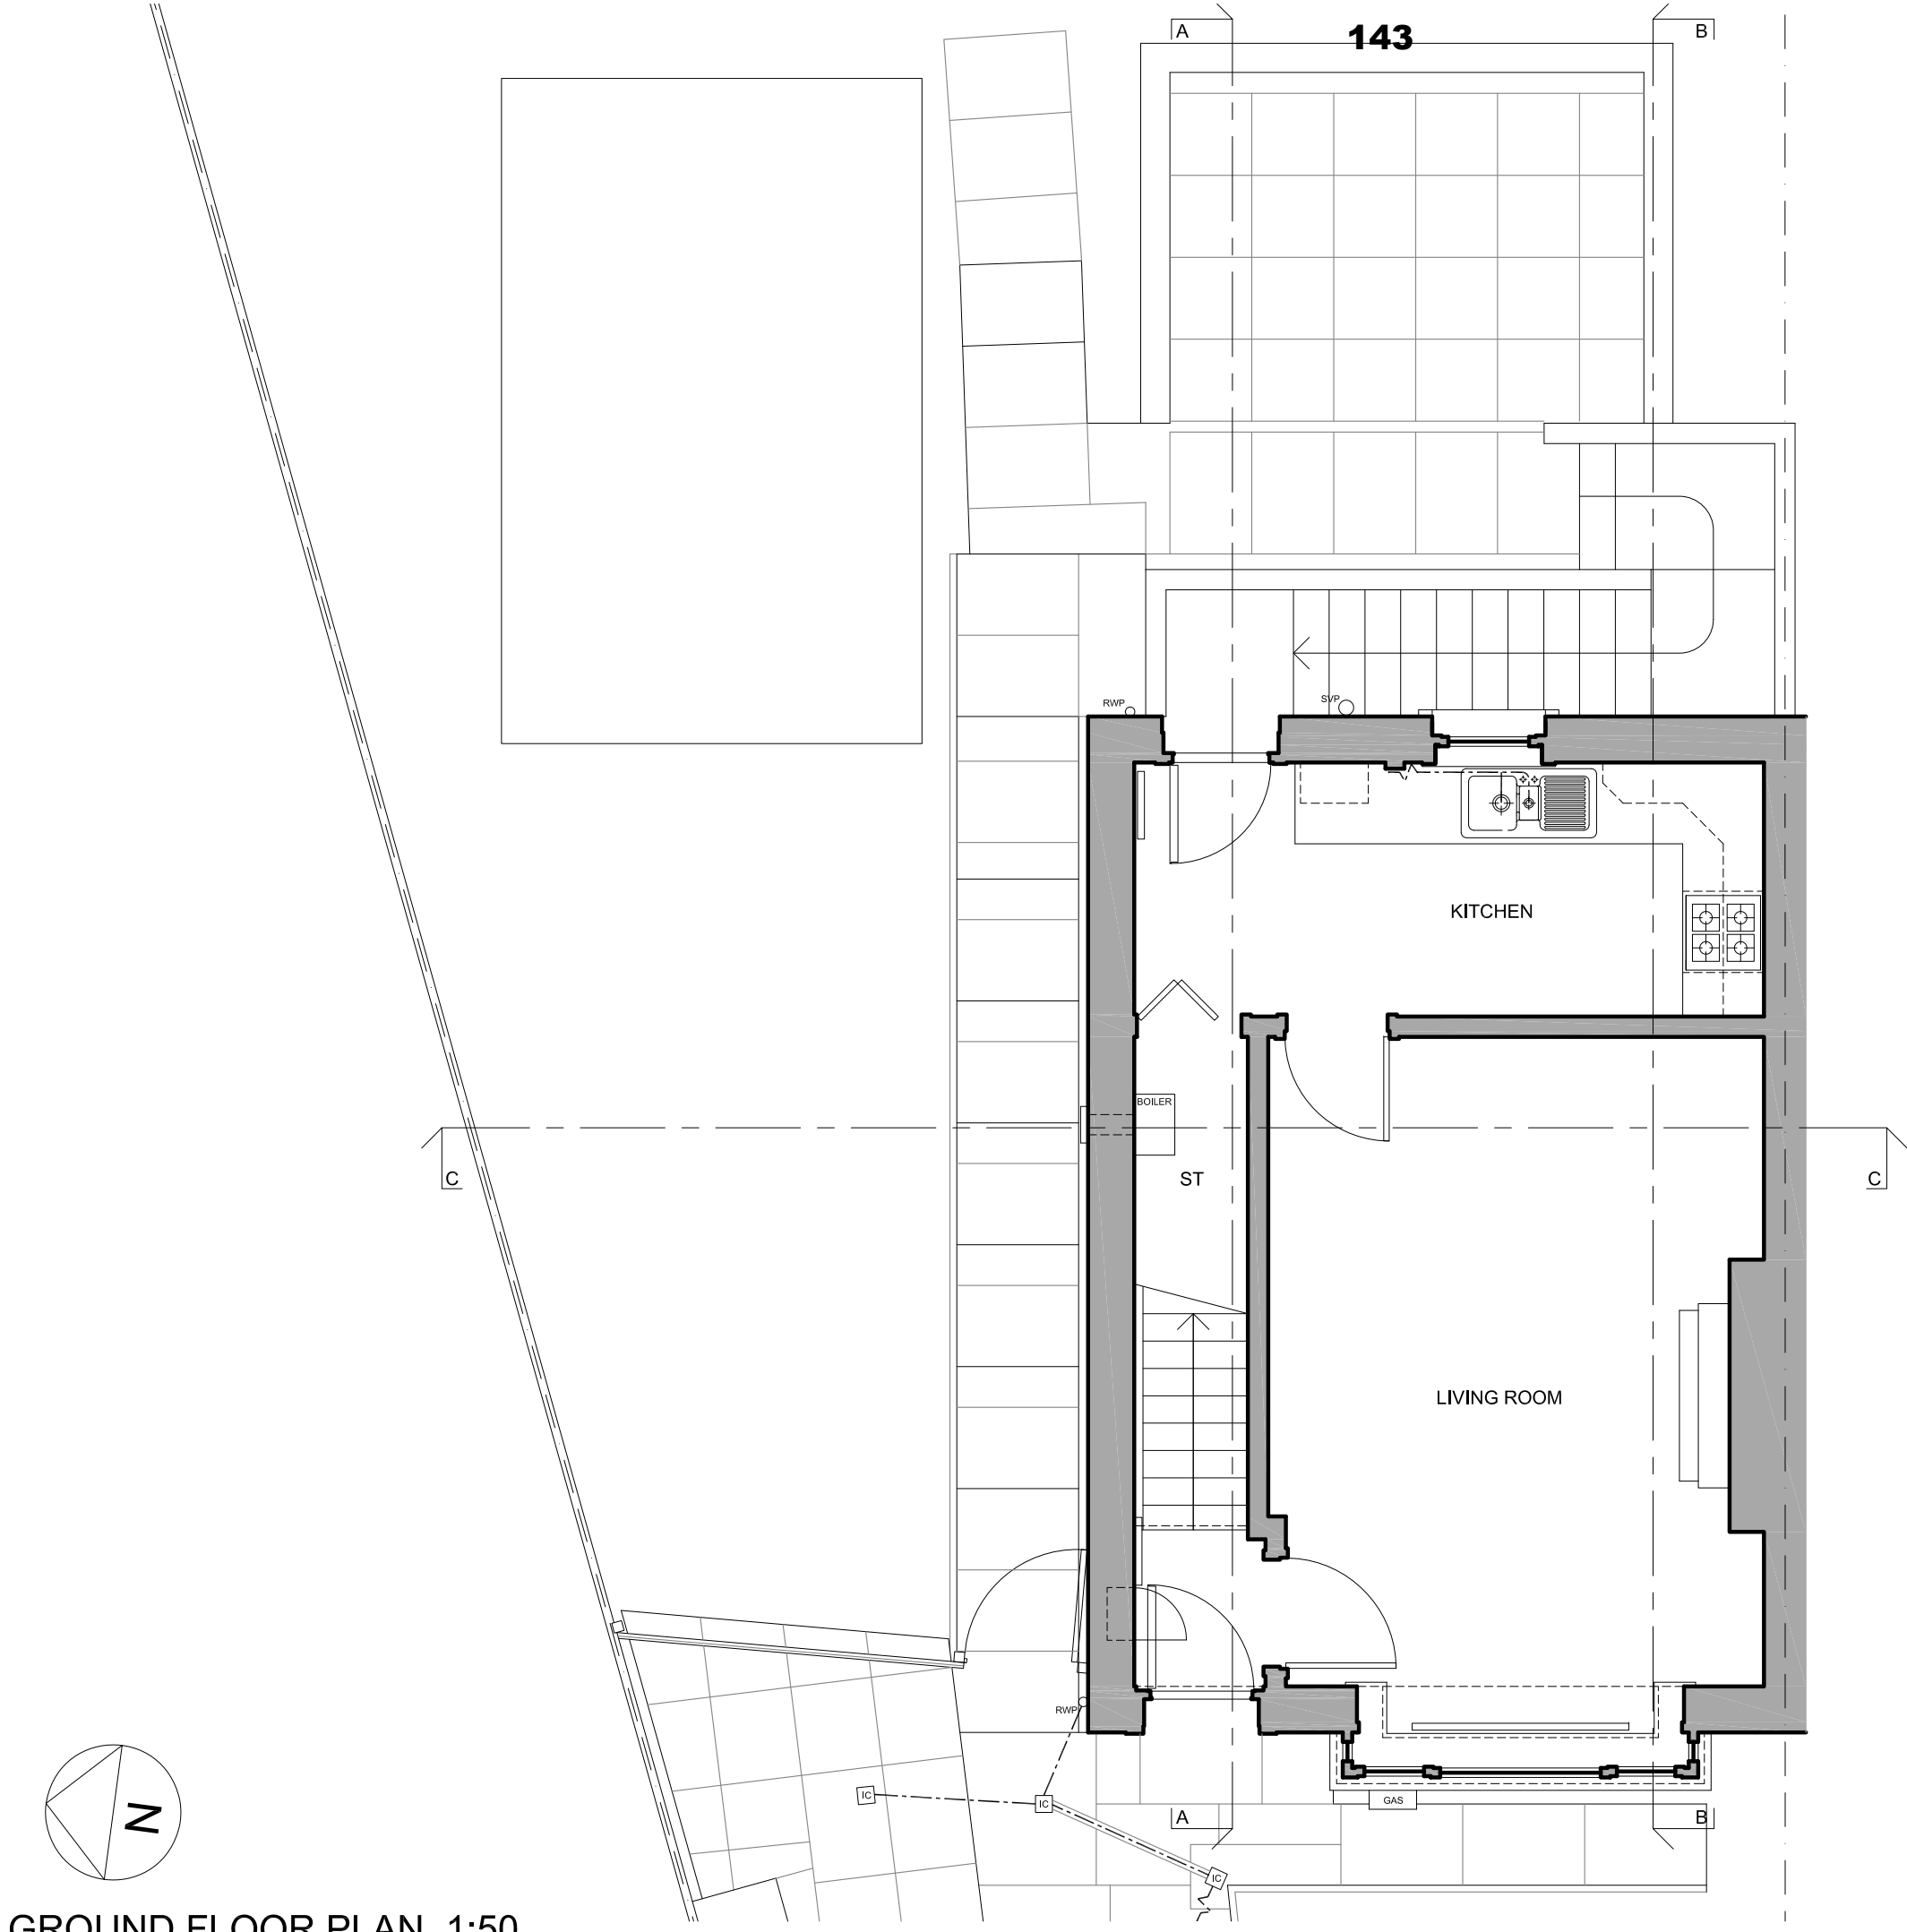 A
143
B
RWP
SVP
KITCHEN
BOILER
C
ST
C
LIVING ROOM
RWP
IC
IC
GAS
A
B
N
IC
GROUND FLOOR PLAN 1:50